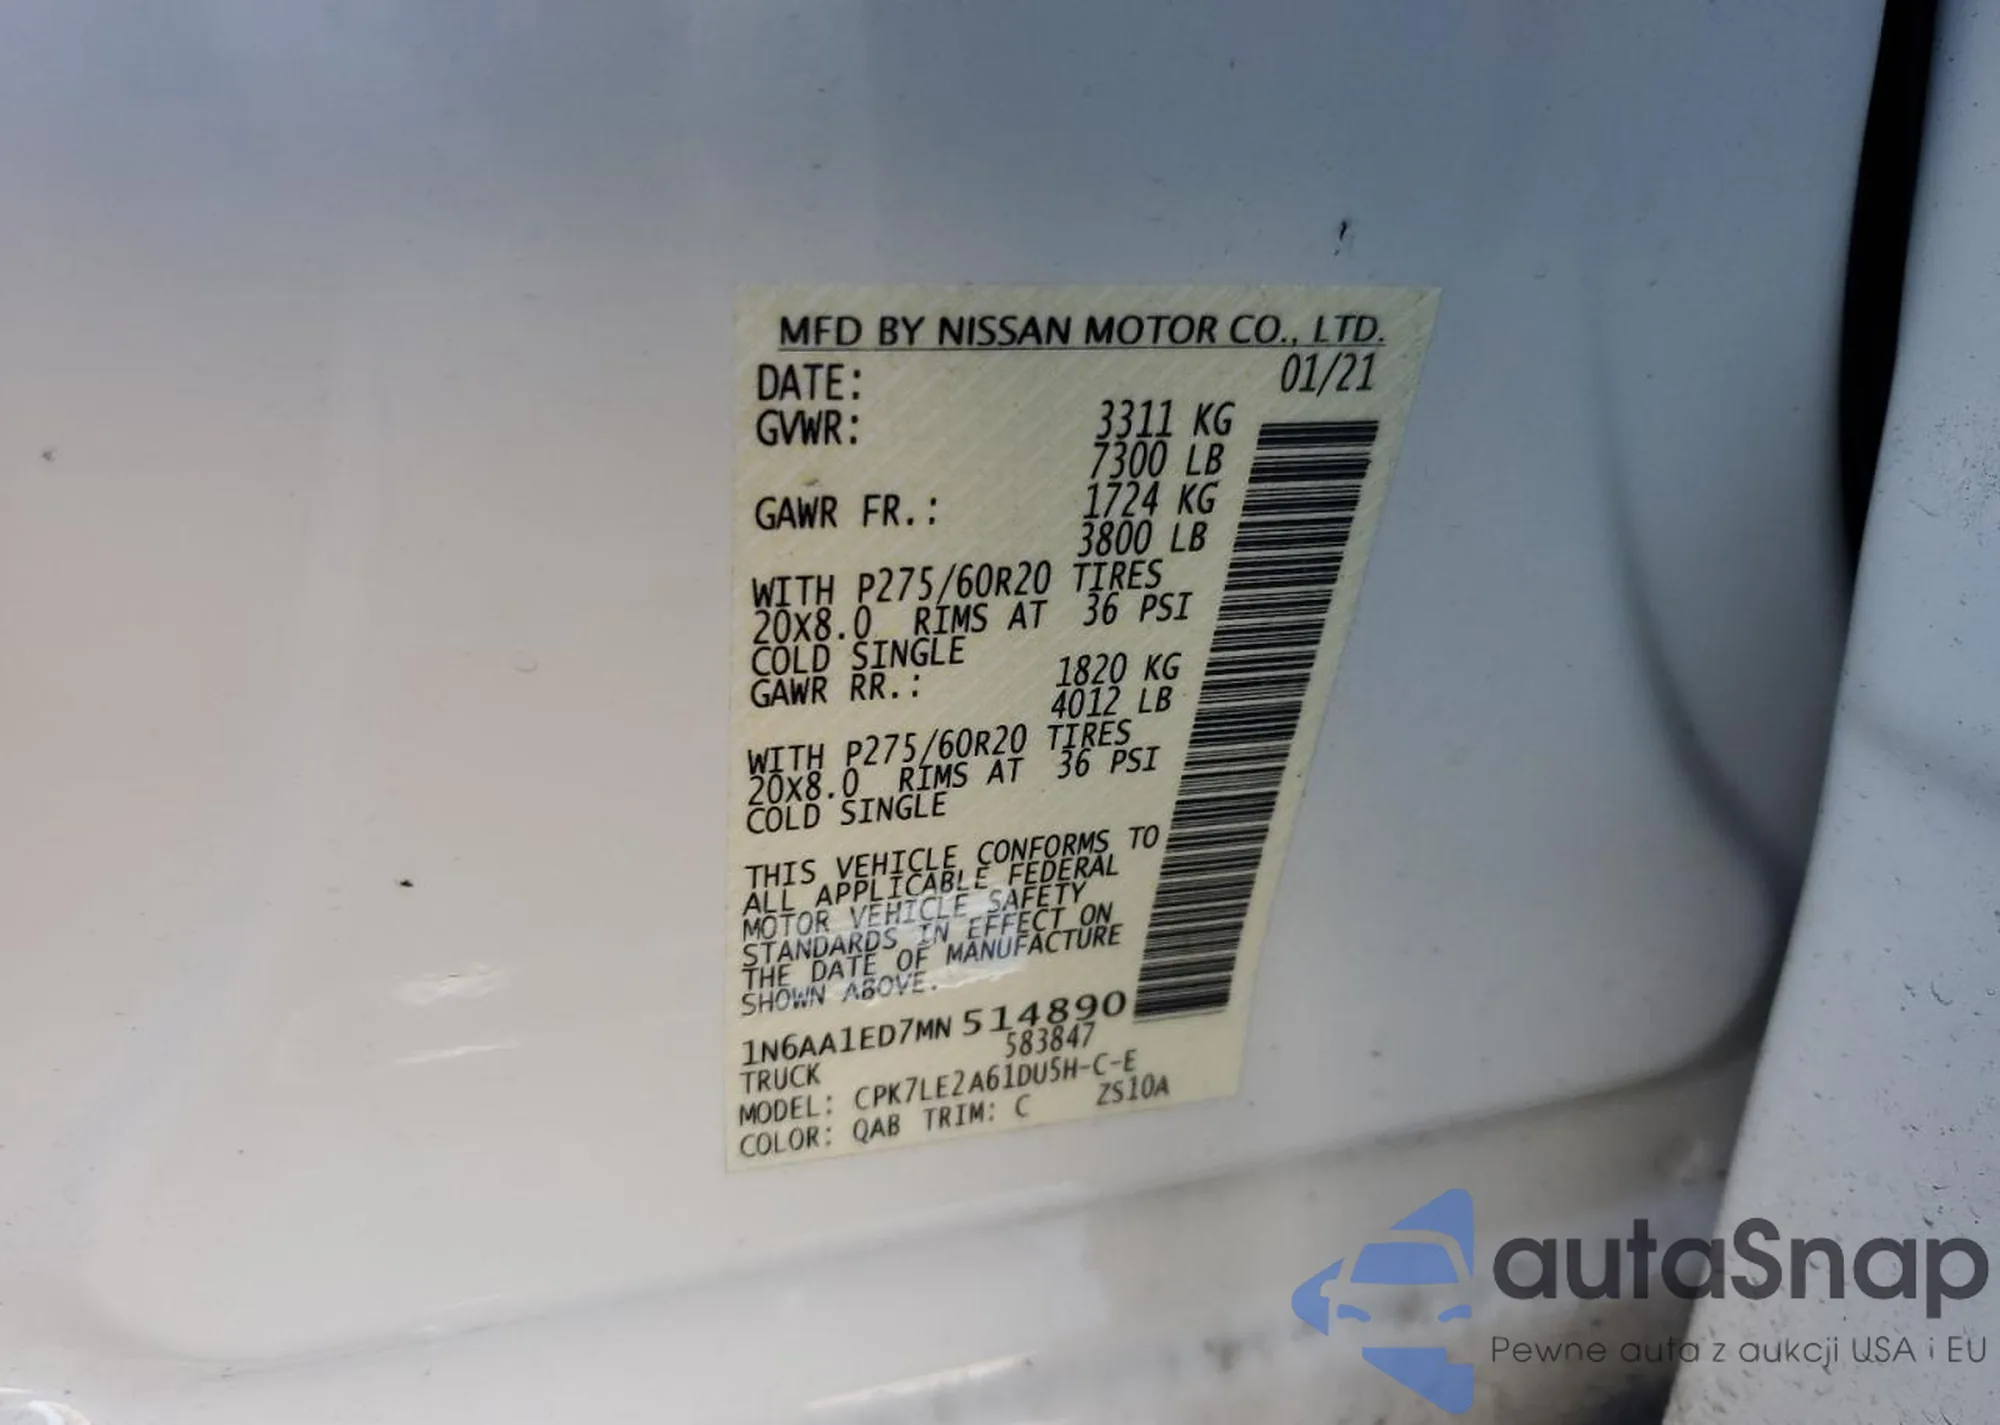 MFD BY NISSAN MOTOR CO., LTD.
DATE: 01/21
GVWR: 3311 KG
7300 LB
GAWR FR.: 1724 KG
3800 LB
WITH P275/60R20 TIRES
20X8.0 RIMS AT 36 PSI
COLD SINGLE
GAWR RR.: 1820 KG
4012 LB
WITH P275/60R20 TIRES
20X8.0 RIMS AT 36 PSI
COLD SINGLE
THIS VEHICLE CONFORMS TO
ALL APPLICABLE FEDERAL
MOTOR VEHICLE SAFETY
STANDARDS IN EFFECT ON
THE DATE OF MANUFACTURE
SHOWN ABOVE.
1N6AA1ED7MN 514890
583847
TRUCK
MODEL: CPK7LE2A61DU5H-C-E
COLOR: QAB TRIM: C ZS10A
autaSnap
Pewne auta z aukcji USA i EU